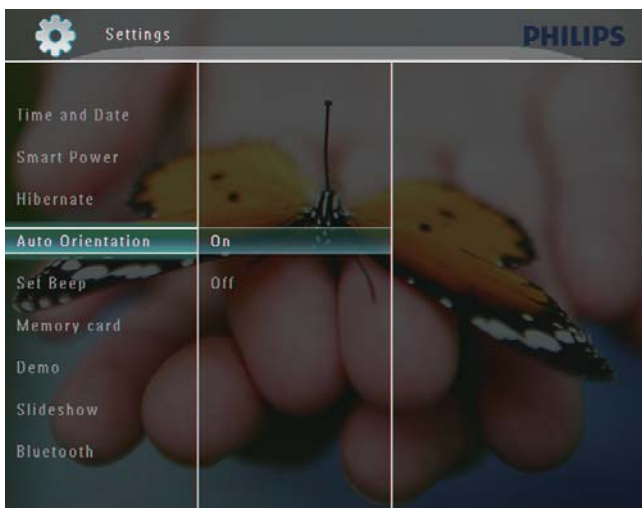 Settings
PHILIPS
Time and Date
Smart Power
Hibernate
Auto Orientation
On
Set Beep
Off
Memory card
Demo
Slideshow
Bluetooth